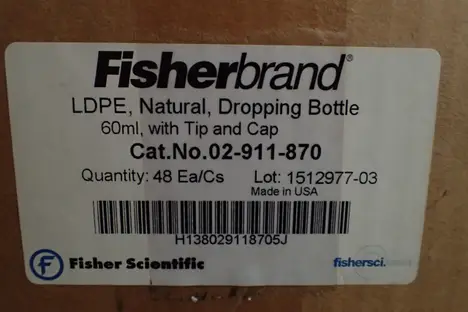 Fisherbrand®
LDPE, Natural, Dropping Bottle
60ml, with Tip and Cap
Cat.No.02-911-870
Quantity: 48 Ea/Cs Lot: 1512977-03
Made in USA
H138029118705J
F Fisher Scientific
fishersci.com